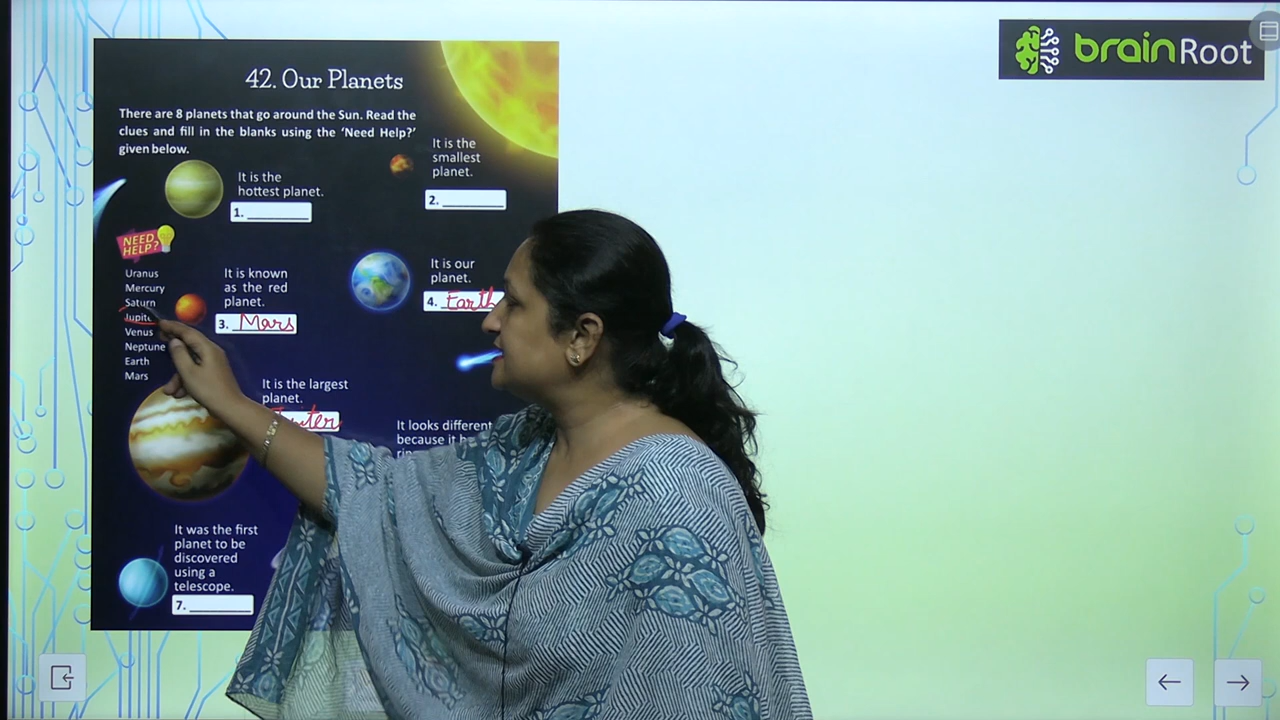 brainRoot
42. Our Planets
There are 8 planets that go around the Sun. Read the
clues and fill in the blanks using the 'Need Help?'
given below.
It is the
hottest planet.
1.
It is the
smallest
planet.
2.
NEED
HELP?
Uranus
Mercury
Saturn
Jupite
Venus
Neptune
Earth
Mars
It is known
as the red
planet.
3. Mars
It is our
planet.
4. Earth
It is the largest
planet.
Jupiter
It looks different
because it
It was the first
planet to be
discovered
using a
telescope.
7.